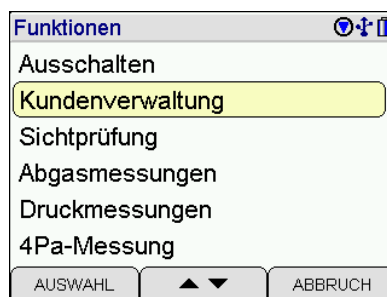 Funktionen
Ausschalten
Kundenverwaltung
Sichtprüfung
Abgasmessungen
Druckmessungen
4Pa-Messung
AUSWAHL ABBRUCH